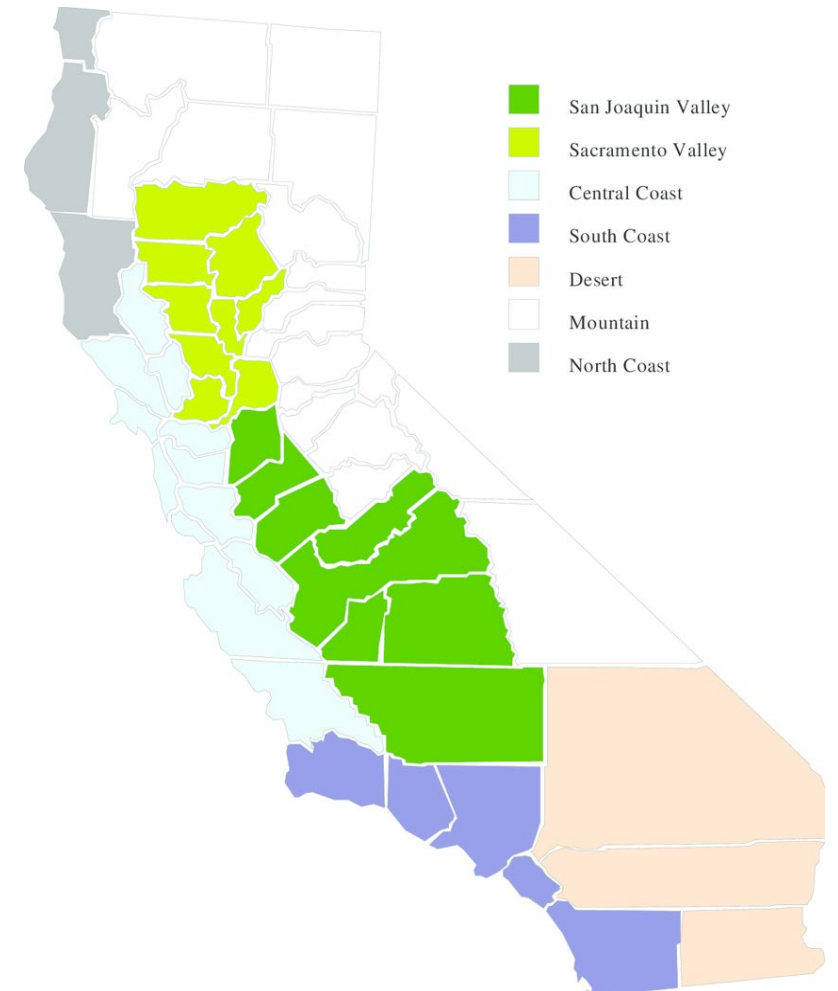 San Joaquin Valley
Sacramento Valley
Central Coast
South Coast
Desert
Mountain
North Coast